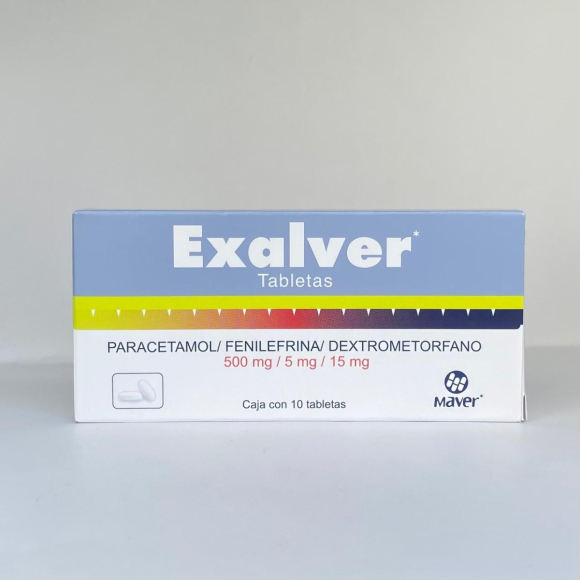 Exalver*
Tabletas
PARACETAMOL/ FENILEFRINA/ DEXTROMETORFANO
500 mg / 5 mg / 15 mg
Caja con 10 tabletas
Maver*